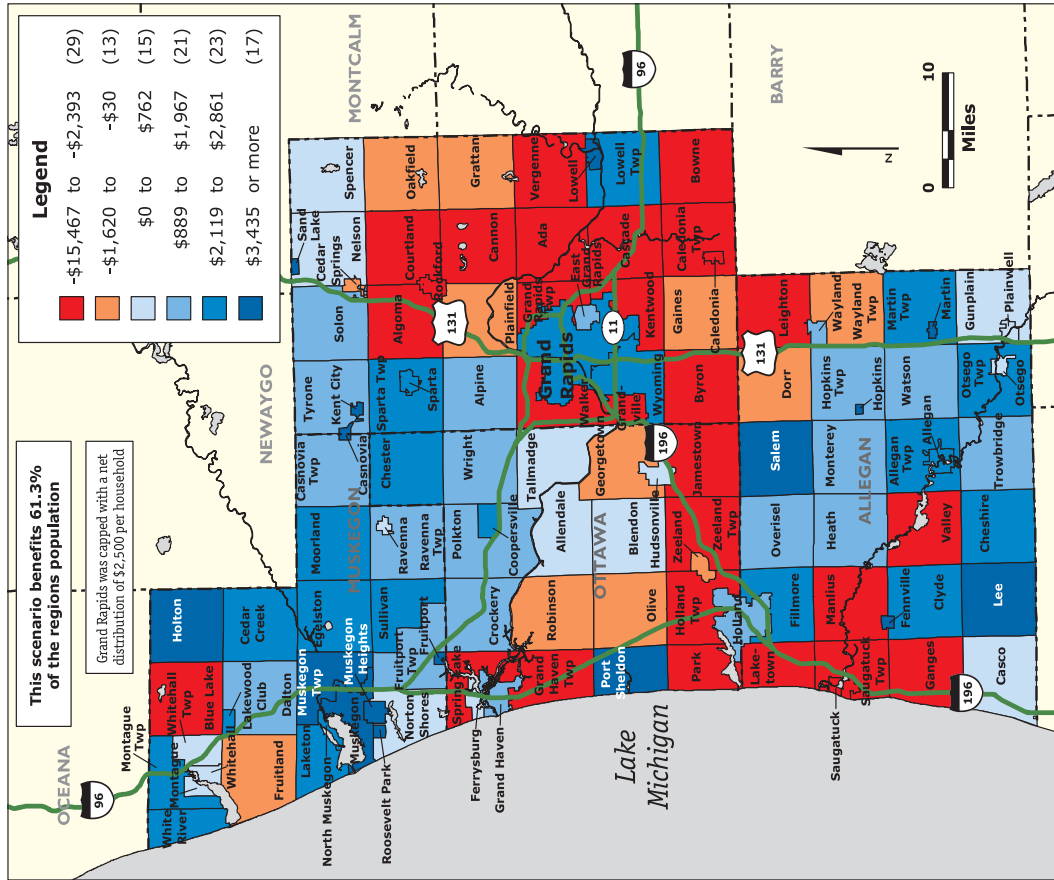 This scenario benefits 61.3%
of the regions population
Grand Rapids was capped with a net
distribution of $2,500 per household
Legend
-$15,467 to -$2,393 (29)
-$1,620 to -$30 (13)
$0 to $762 (15)
$889 to $1,967 (21)
$2,119 to $2,861 (23)
$3,435 or more (17)
OCEANA
NEWAYGO
MONTCALM
MUSKEGON
OTTAWA
ALLEGAN
BARRY
Lake
Michigan
96
96
131
131
11
196
196
N
0 10
Miles
Montague
Twp
White
River
Montague
Whitehall
Twp
Whitehall
Blue Lake
Holton
Fruitland
Lakewood
Club
Dalton
Cedar
Creek
Laketon
Muskegon
Twp
North Muskegon
Muskegon
Muskegon
Heights
Roosevelt Park
Egelston
Moorland
Casnovia
Twp
Casnovia
Kent City
Tyrone
Solon
Cedar
Springs
Sand
Lake
Nelson
Spencer
Norton
Shores
Fruitport
Twp
Fruitport
Sullivan
Ravenna
Ravenna
Twp
Chester
Sparta Twp
Sparta
Algoma
Rockford
Courtland
Oakfield
Spring Lake
Ferrysburg
Grand Haven
Crockery
Polkton
Coopersville
Wright
Alpine
Plainfield
Cannon
Grattan
Grand
Haven
Twp
Robinson
Allendale
Tallmadge
Walker
Grand
Rapids
Grand
Rapids
Twp
East
Grand
Rapids
Ada
Vergennes
Lowell
Port
Sheldon
Olive
Blendon
Georgetown
Hudsonville
Grand-
ville
Wyoming
Kentwood
Cascade
Lowell
Twp
Park
Holland
Twp
Holland
Zeeland
Zeeland
Twp
Jamestown
Byron
Gaines
Caledonia
Caledonia
Twp
Bowne
Lake-
town
Fillmore
Overisel
Salem
Dorr
Leighton
Saugatuck
Saugatuck
Twp
Manlius
Heath
Monterey
Hopkins
Twp
Hopkins
Wayland
Wayland
Twp
Ganges
Fennville
Clyde
Valley
Allegan
Twp
Allegan
Watson
Martin
Twp
Martin
Casco
Lee
Cheshire
Trowbridge
Otsego
Twp
Otsego
Gunplain
Plainwell